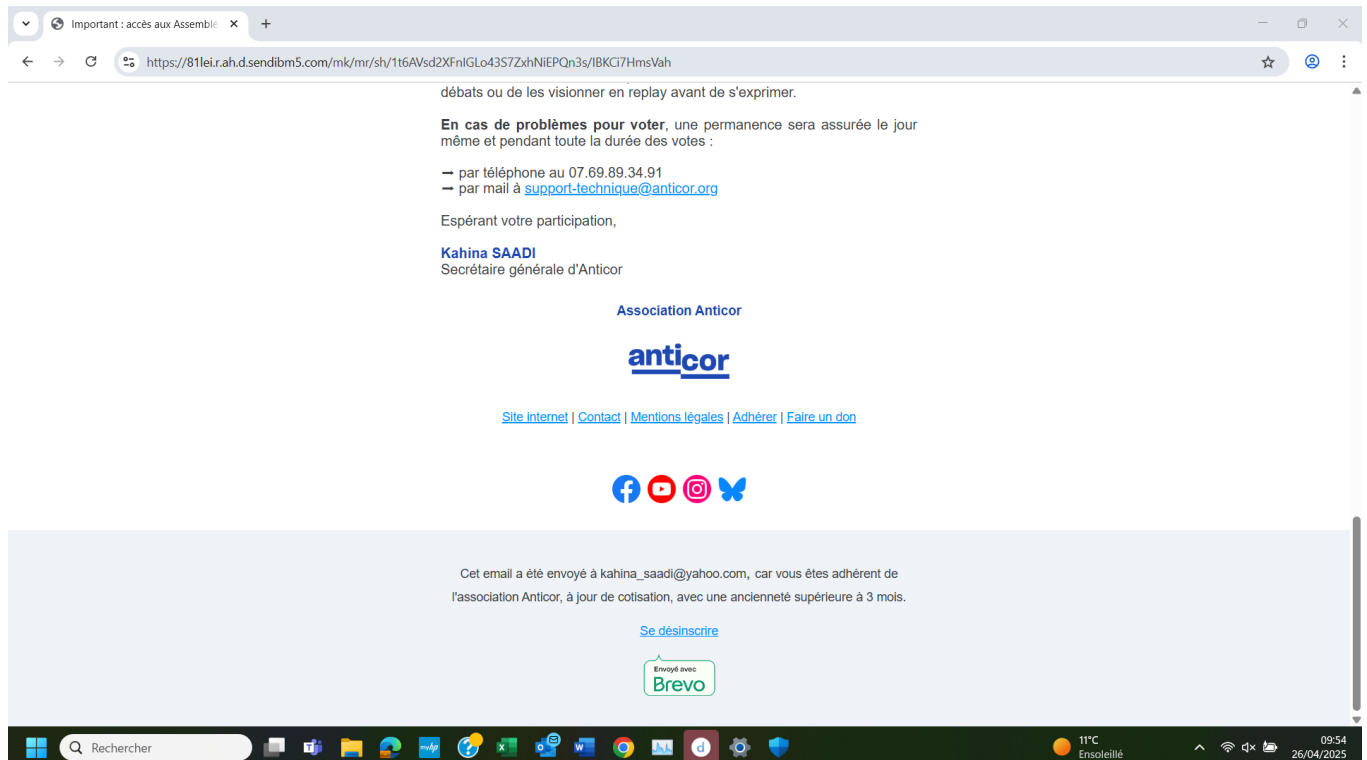 Important : accès aux Assemblé
https://81lei.r.ah.d.sendibm5.com/mk/mr/sh/1t6AVsd2XFnIGLo43S7ZxhNiEPQn3s/IBKCi7HmsVah
débats ou de les visionner en replay avant de s'exprimer.
En cas de problèmes pour voter, une permanence sera assurée le jour
même et pendant toute la durée des votes :
→ par téléphone au 07.69.89.34.91
→ par mail à support-technique@anticor.org
Espérant votre participation,
Kahina SAADI
Secrétaire générale d'Anticor
Association Anticor
anticor
Site internet | Contact | Mentions légales | Adhérer | Faire un don
Cet email a été envoyé à kahina_saadi@yahoo.com, car vous êtes adhérent de
l'association Anticor, à jour de cotisation, avec une ancienneté supérieure à 3 mois.
Se désinscrire
Envoyé avec
Brevo
Rechercher
11°C
Ensoleillé
09:54
26/04/2025